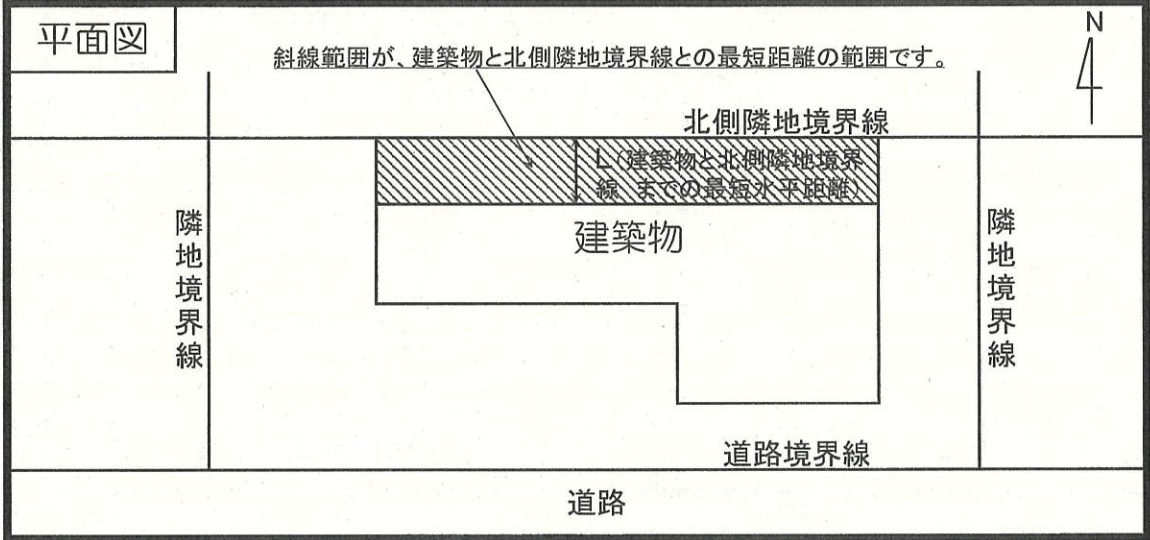 平面図
N
斜線範囲が、建築物と北側隣地境界線との最短距離の範囲です。
北側隣地境界線
L(建築物と北側隣地境界
線 までの最短水平距離)
建築物
隣地境界線
隣地境界線
道路境界線
道路